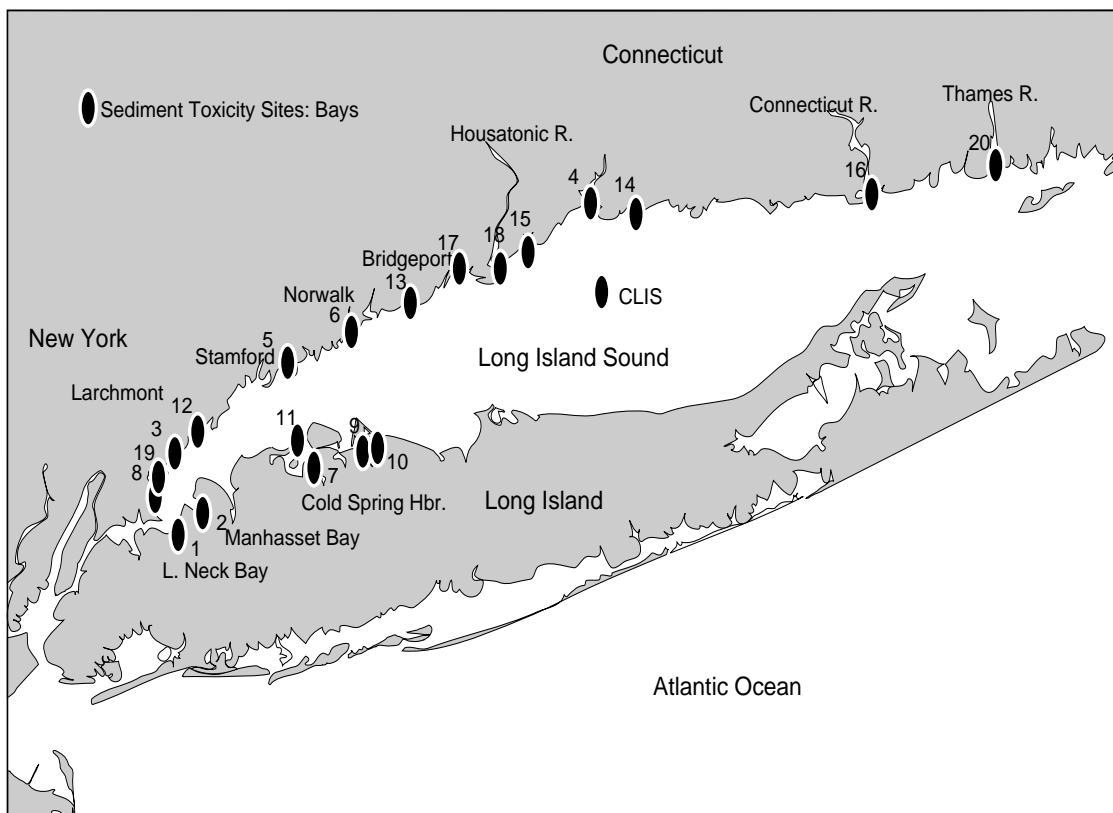 Connecticut
Thames R.
Connecticut R.
Sediment Toxicity Sites: Bays
Housatonic R.
20
16
4
14
15
17
18
Bridgeport
13
CLIS
Norwalk
6
New York
5
Stamford
Long Island Sound
Larchmont
12
11
3
9
19
10
8
7
Cold Spring Hbr.
Long Island
2
Manhasset Bay
1
L. Neck Bay
Atlantic Ocean